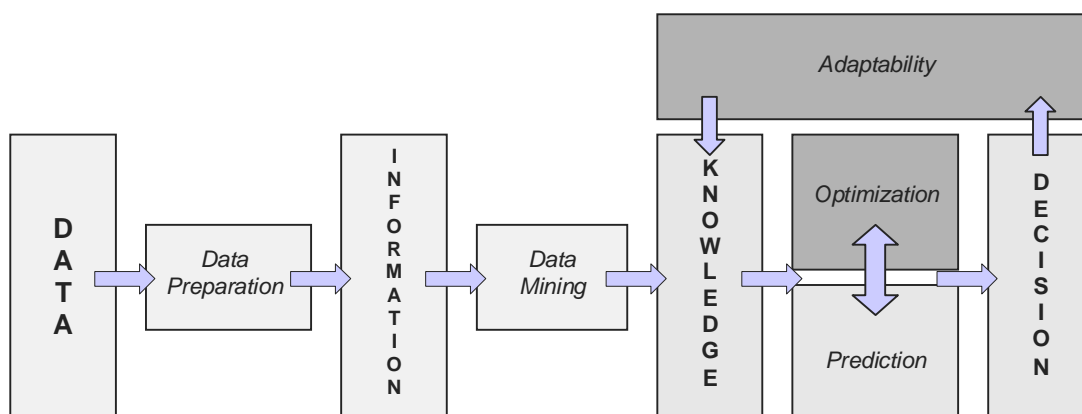 Adaptability
DATA
Data
Preparation
INFORMATION
Data
Mining
KNOWLEDGE
Optimization
Prediction
DECISION